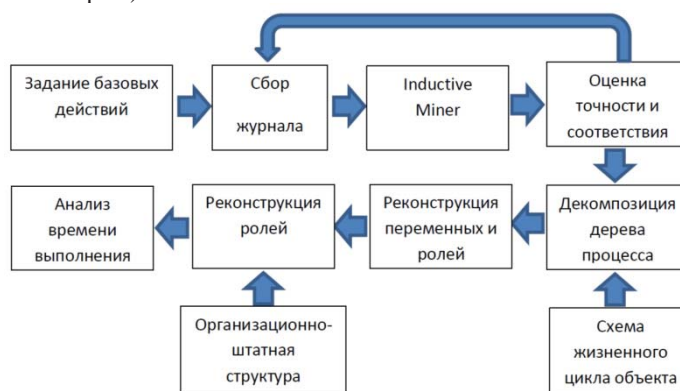 Задание базовых
действий
Сбор
журнала
Inductive
Miner
Оценка
точности и
соответствия
Анализ
времени
выполнения
Реконструкция
ролей
Реконструкция
переменных и
ролей
Декомпозиция
дерева
процесса
Организационно-
штатная
структура
Схема
жизненного
цикла объекта